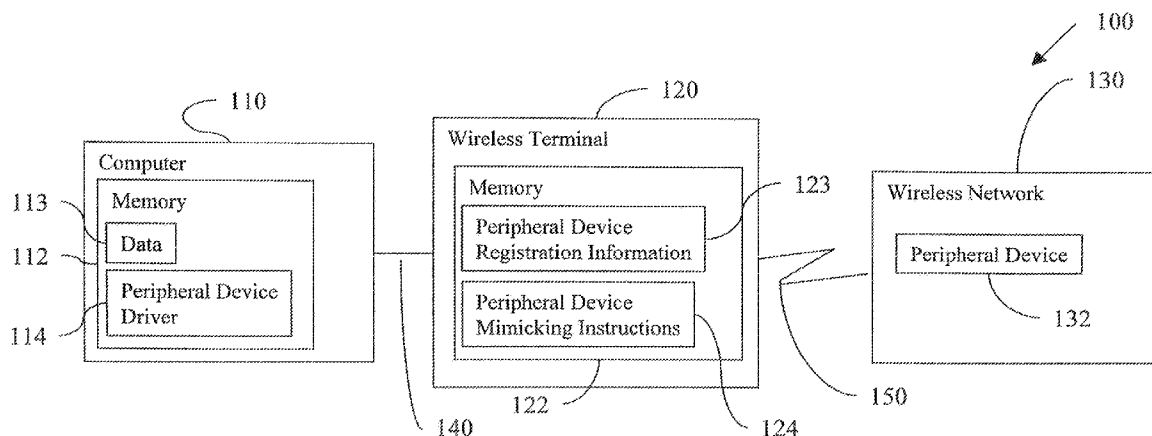 100
130
110
120
Wireless Terminal
Computer
Memory
113
Data
112
Peripheral Device
Driver
114
Memory
123
Peripheral Device
Registration Information
Peripheral Device
Mimicking Instructions
Wireless Network
Peripheral Device
132
150
122
124
140